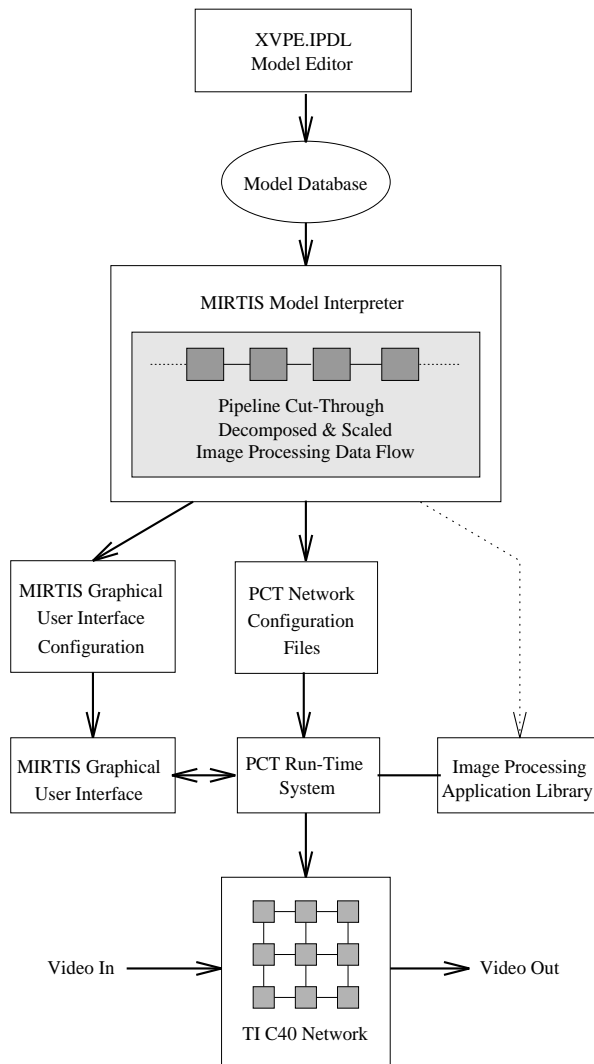 XVPE.IPDL
Model Editor
Model Database
MIRTIS Model Interpreter
Pipeline Cut-Through
Decomposed & Scaled
Image Processing Data Flow
MIRTIS Graphical
User Interface
Configuration
PCT Network
Configuration
Files
MIRTIS Graphical
User Interface
PCT Run-Time
System
Image Processing
Application Library
Video In
Video Out
TI C40 Network